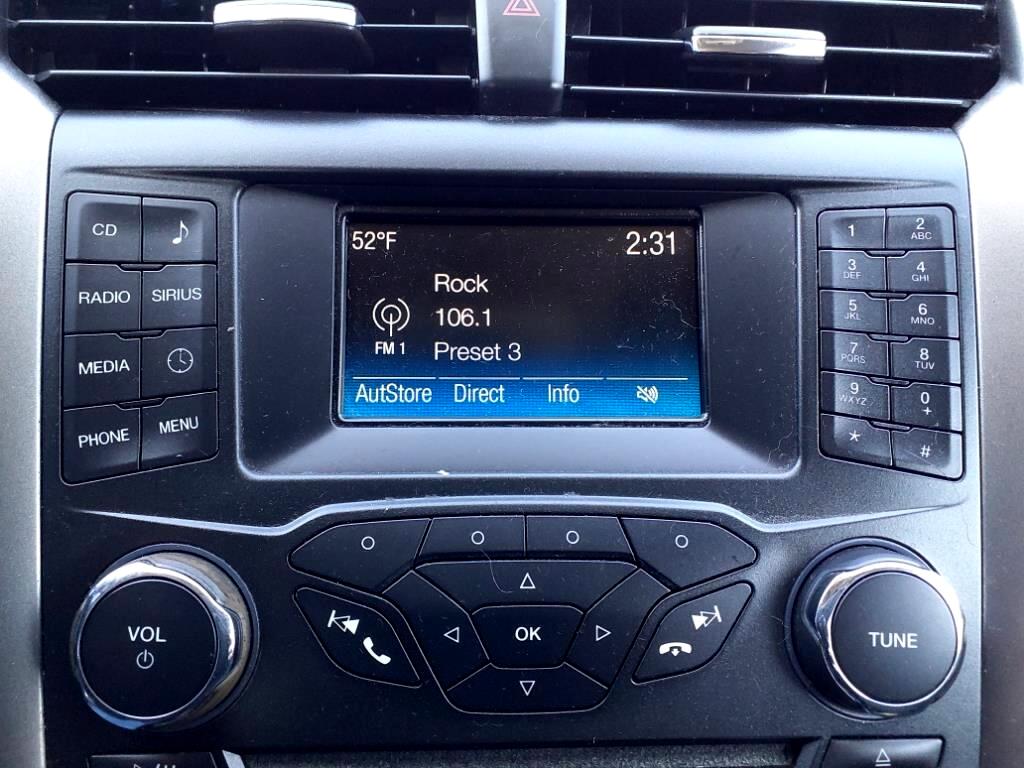 52°F 2:31
Rock
106.1
FM 1
Preset 3
AutStore Direct Info
CD
RADIO SIRIUS
MEDIA
PHONE MENU
1 2 ABC
3 DEF 4 GHI
5 JKL 6 MNO
7 PQRS 8 TUV
9 WXYZ 0 +
* #
VOL
OK
TUNE